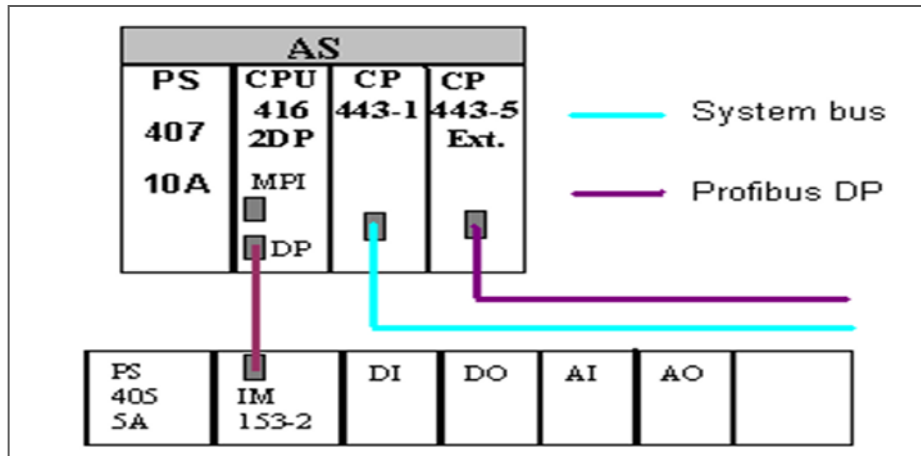 AS
PS
407
10A
CPU
416
2DP
MPI
DP
CP
443-1
CP
443-5
Ext.
System bus
Profibus DP
PS
405
5A
IM
153-2
DI
DO
AI
AO